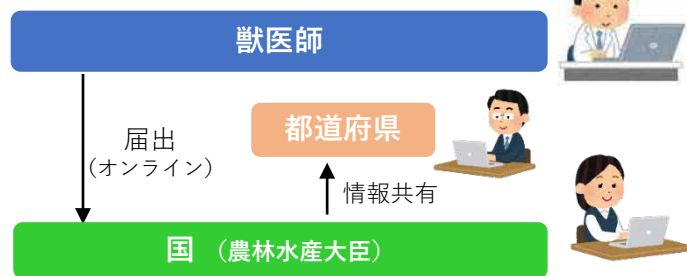 獣医師
都道府県
届出
(オンライン)
情報共有
国 (農林水産大臣)